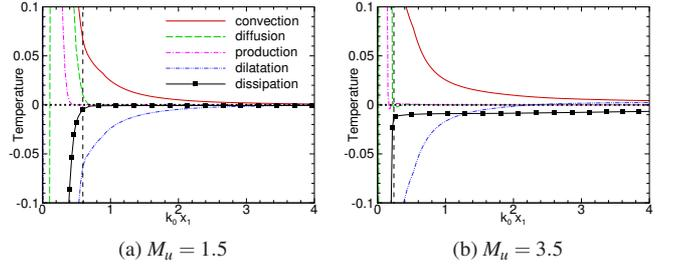 0.1
0.05
0
-0.05
-0.1
Temperature
convection
diffusion
production
dilatation
dissipation
0 1 2 3 4
k₀x₁
(a) Mᵤ = 1.5
0.1
0.05
0
-0.05
-0.1
Temperature
0 1 2 3 4
k₀x₁
(b) Mᵤ = 3.5